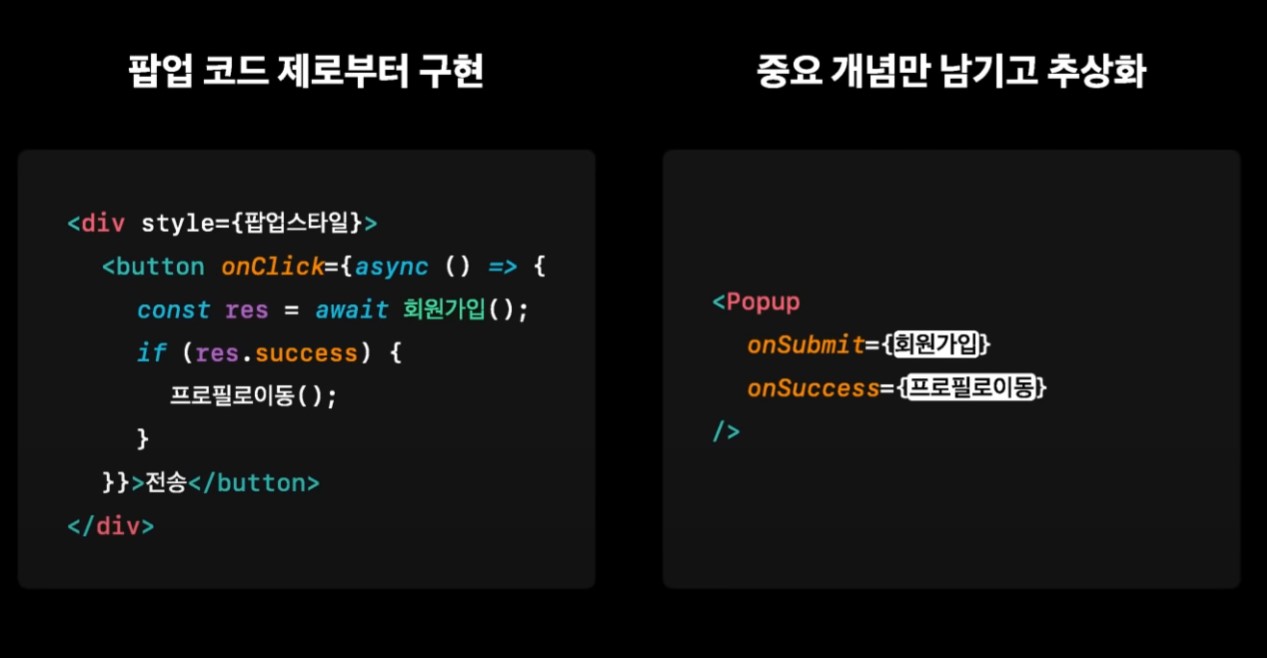 팝업 코드 제로부터 구현
<div style={팝업스타일}>
<button onClick={async () => {
const res = await 회원가입();
if (res.success) {
프로필로이동();
}
}}>전송</button>
</div>
중요 개념만 남기고 추상화
<Popup
onSubmit={회원가입}
onSuccess={프로필로이동}
/>